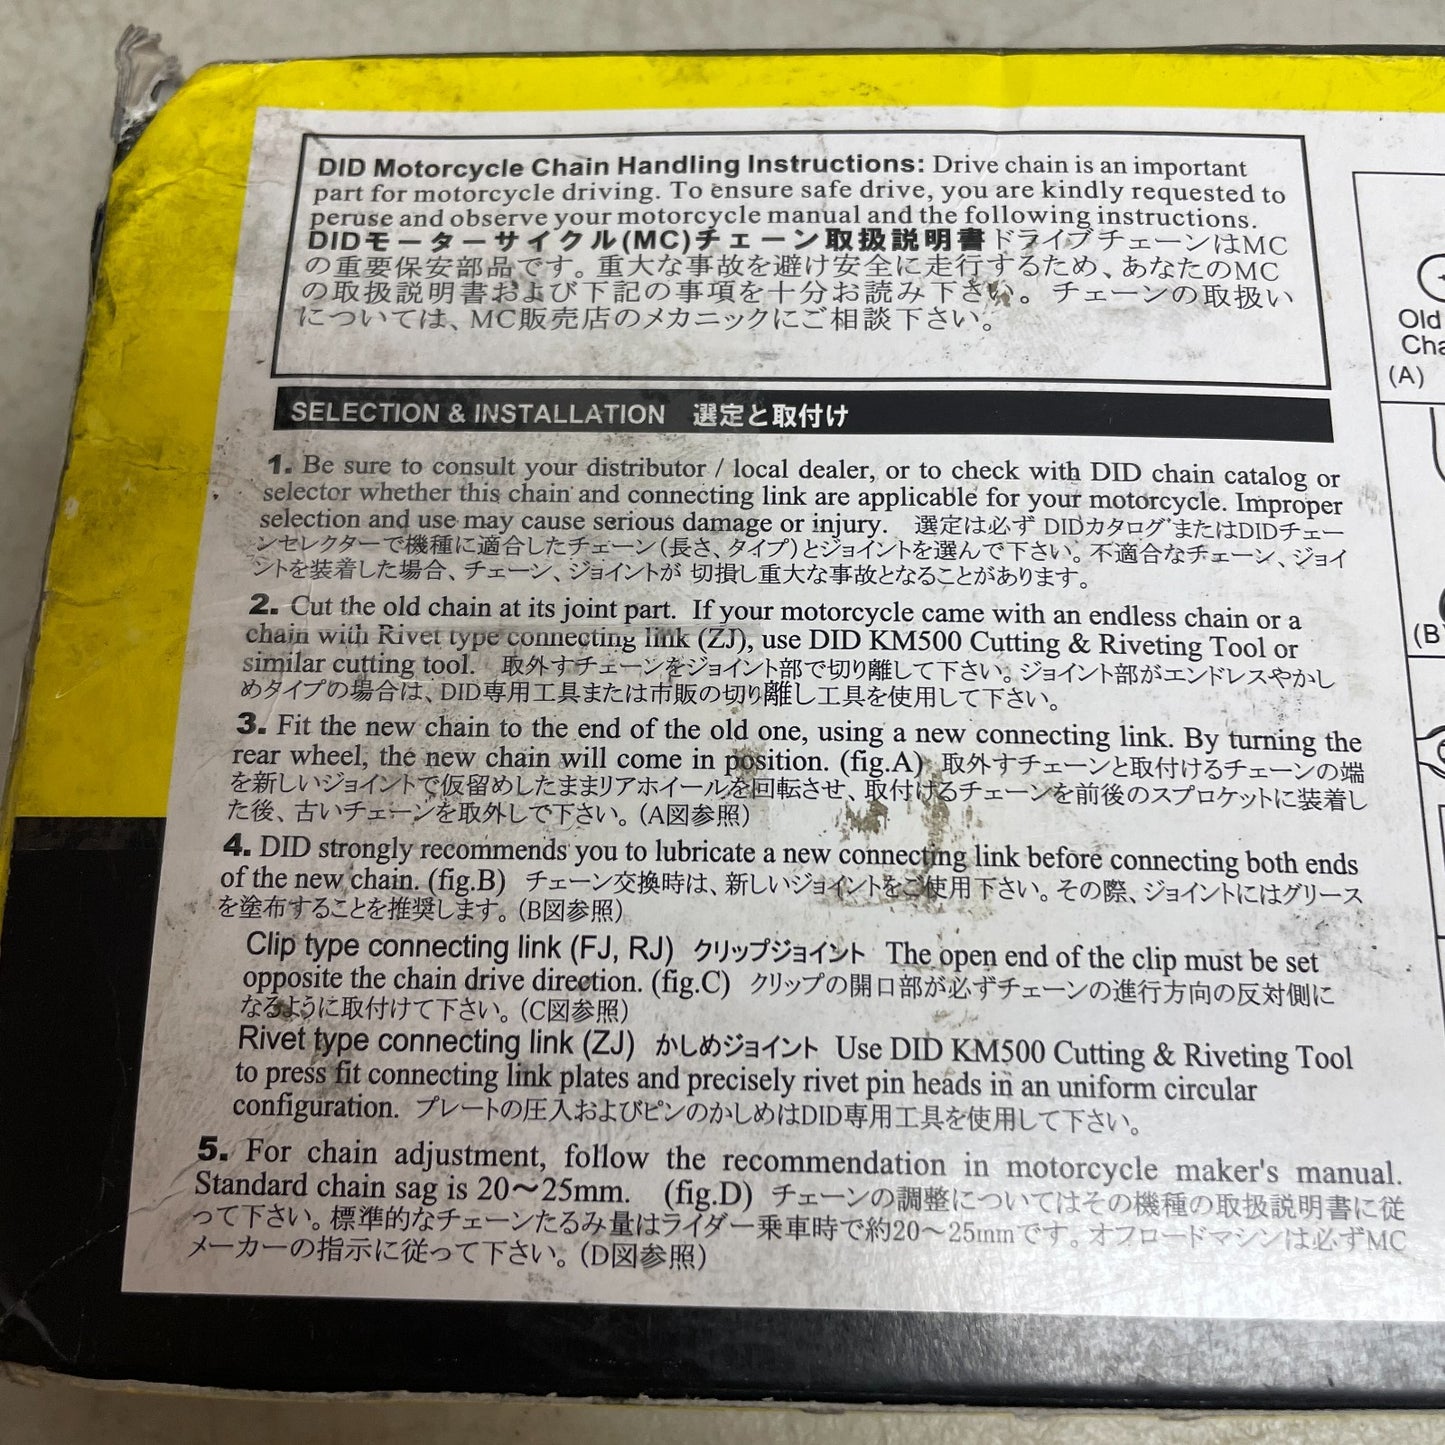 DID Motorcycle Chain Handling Instructions: Drive chain is an important
part for motorcycle driving. To ensure safe drive, you are kindly requested to
peruse and observe your motorcycle manual and the following instructions.
DIDモーターサイクル(MC)チェーン取扱説明書ドライブチェーンはMC
の重要保安部品です。重大な事故を避け安全に走行するため、あなたのMC
の取扱説明書および下記の事項を十分お読み下さい。チェーンの取扱い
については、MC販売店のメカニックにご相談下さい。
SELECTION & INSTALLATION 選定と取付け
1. Be sure to consult your distributor / local dealer, or to check with DID chain catalog or
selector whether this chain and connecting link are applicable for your motorcycle. Improper
selection and use may cause serious damage or injury. 選定は必ず DIDカタログまたはDIDチェー
ンセレクターで機種に適合したチェーン(長さ、タイプ)とジョイントを選んで下さい。不適合なチェーン、ジョイ
ントを装着した場合、チェーン、ジョイントが 切損し重大な事故となることがあります。
2. Cut the old chain at its joint part. If your motorcycle came with an endless chain or a
chain with Rivet type connecting link (ZJ), use DID KM500 Cutting & Riveting Tool or
similar cutting tool. 取外すチェーンをジョイント部で切り離して下さい。ジョイント部がエンドレスやかし
めタイプの場合は、DID専用工具または市販の切り離し工具を使用して下さい。
3. Fit the new chain to the end of the old one, using a new connecting link. By turning the
rear wheel, the new chain will come in position. (fig.A) 取外すチェーンと取付けるチェーンの端
を新しいジョイントで仮留めしたままリアホイールを回転させ、取付けるチェーンを前後のスプロケットに装着し
た後、古いチェーンを取外して下さい。(A図参照)
4. DID strongly recommends you to lubricate a new connecting link before connecting both ends
of the new chain. (fig.B) チェーン交換時は、新しいジョイントをご使用下さい。その際、ジョイントにはグリース
を塗布することを推奨します。(B図参照)
Clip type connecting link (FJ, RJ) クリップジョイント The open end of the clip must be set
opposite the chain drive direction. (fig.C) クリップの開口部が必ずチェーンの進行方向の反対側に
なるように取付けて下さい。(C図参照)
Rivet type connecting link (ZJ) かしめジョイント Use DID KM500 Cutting & Riveting Tool
to press fit connecting link plates and precisely rivet pin heads in an uniform circular
configuration. プレートの圧入およびピンのかしめはDID専用工具を使用して下さい。
5. For chain adjustment, follow the recommendation in motorcycle maker's manual.
Standard chain sag is 20〜25mm. (fig.D) チェーンの調整についてはその機種の取扱説明書に従
って下さい。標準的なチェーンたるみ量はライダー乗車時で約20〜25mmです。オフロードマシンは必ずMC
メーカーの指示に従って下さい。(D図参照)
Old
(A)
(B